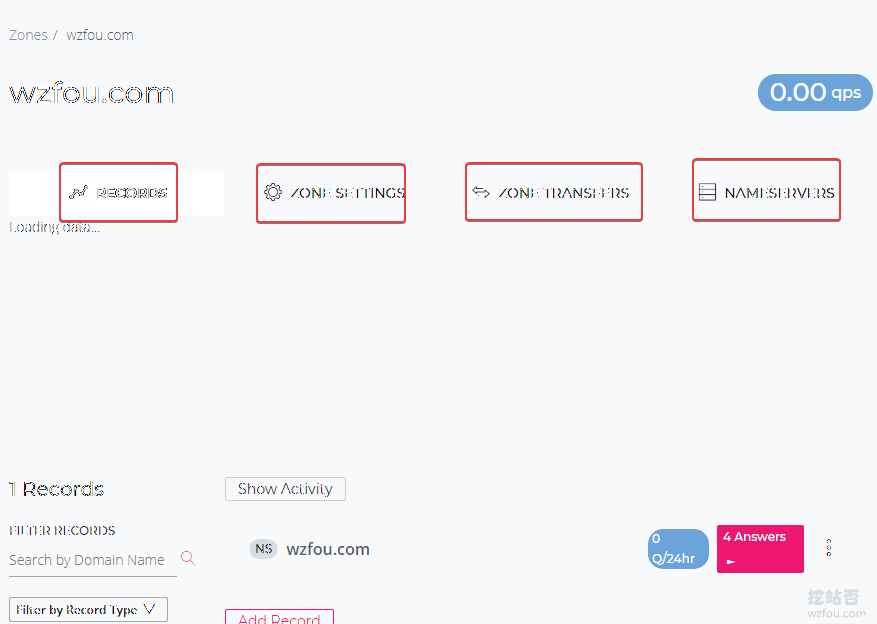 Zones / wzfou.com
wzfou.com
0.00 qps
RECORDS
ZONE SETTINGS
ZONE TRANSFERS
NAMESERVERS
Loading data...
1 Records
Show Activity
FILTER RECORDS
Search by Domain Name
NS wzfou.com
0
Q/24hr
4 Answers
Filter by Record Type
Add Record
挖站否
wzfou.com